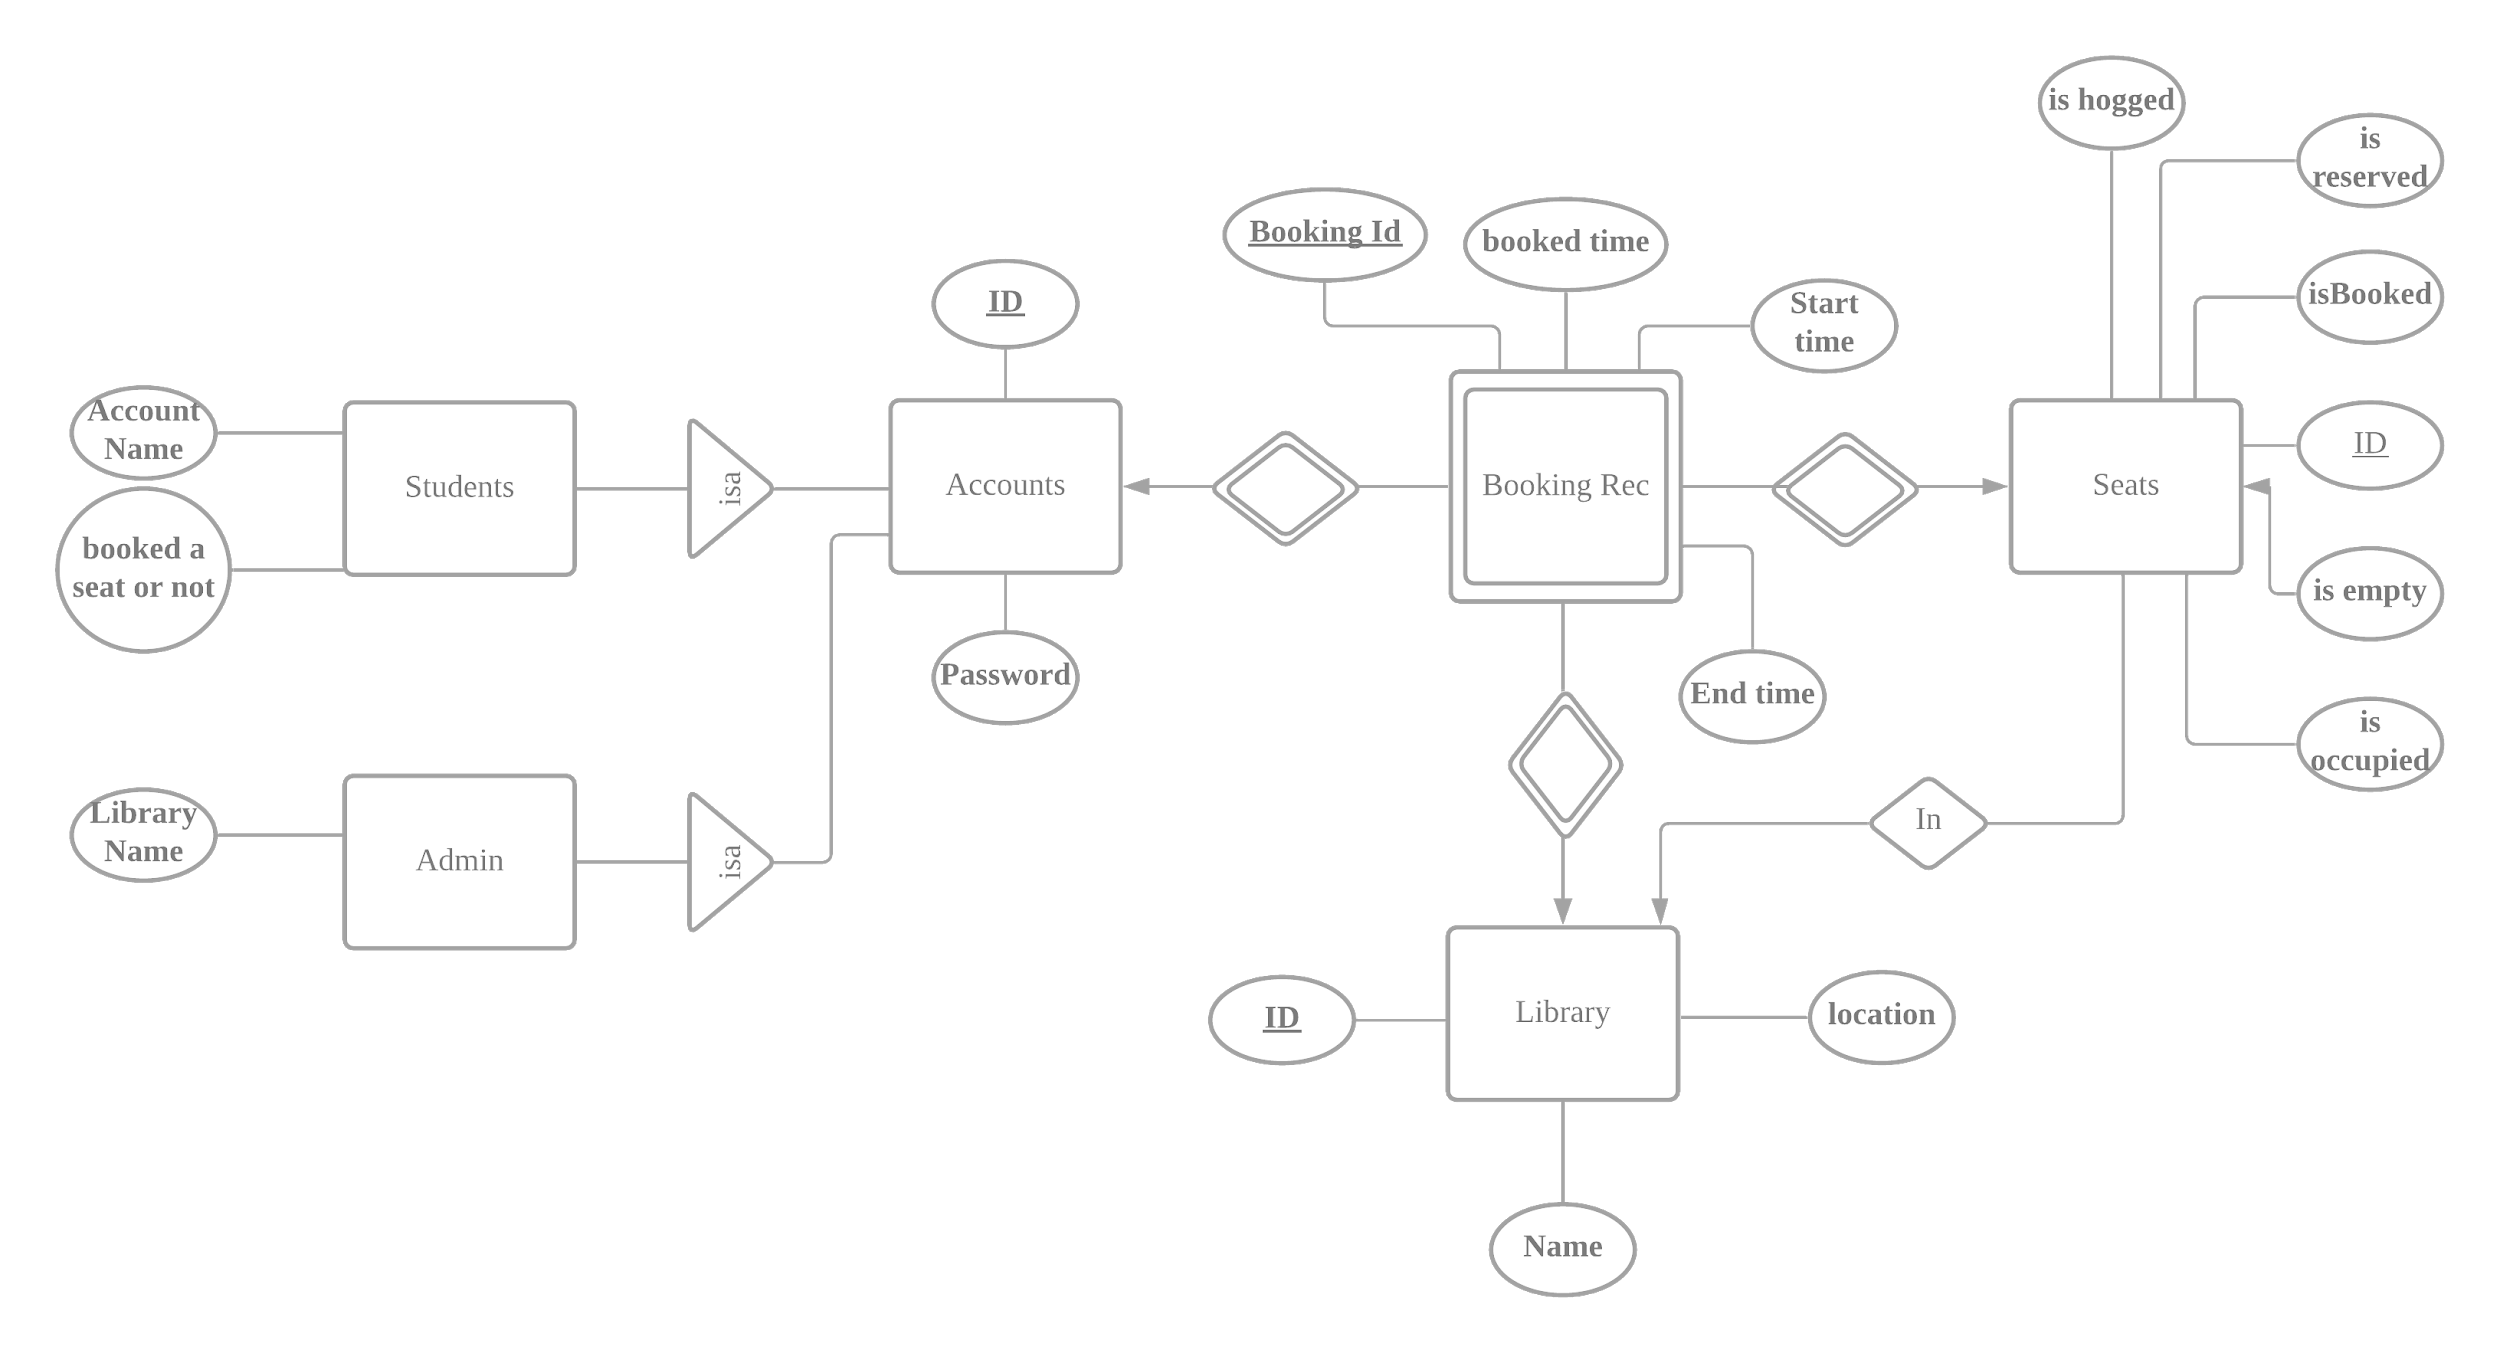 is hogged
is
reserved
Booking Id
booked time
isBooked
ID
Start
time
Account
Name
Students
isa
Accounts
Booking Rec
Seats
ID
booked a
seat or not
is empty
Password
End time
is
occupied
Library
Name
Admin
isa
In
ID
Library
location
Name